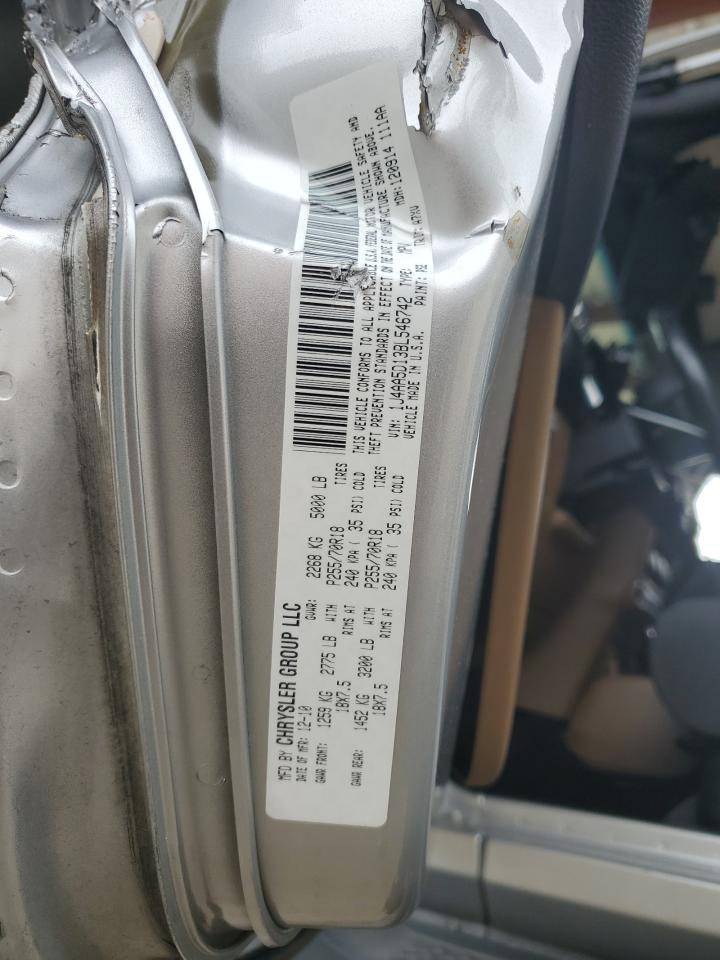 MFD BY CHRYSLER GROUP LLC
DATE OF MFR: 12-10 GVWR: 2268 KG 5000 LB
GAWR FRONT: 1259 KG 2775 LB WITH P255/70R18 TIRES
18X7.5 RIMS AT 240 KPA ( 35 PSI) COLD
GAWR REAR: 1452 KG 3200 LB WITH P255/70R18 TIRES
18X7.5 RIMS AT 240 KPA ( 35 PSI) COLD
THIS VEHICLE CONFORMS TO ALL U.S.A. FEDERAL MOTOR VEHICLE SAFETY AND
THEFT PREVENTION STANDARDS IN EFFECT ON THE DATE OF MANUFACTURE SHOWN ABOVE.
VIN: 1J4AA5D13BL546742 TYPE: MPV MDH: 120914 111AA
VEHICLE MADE IN U.S.A. PAINT: TRIM: